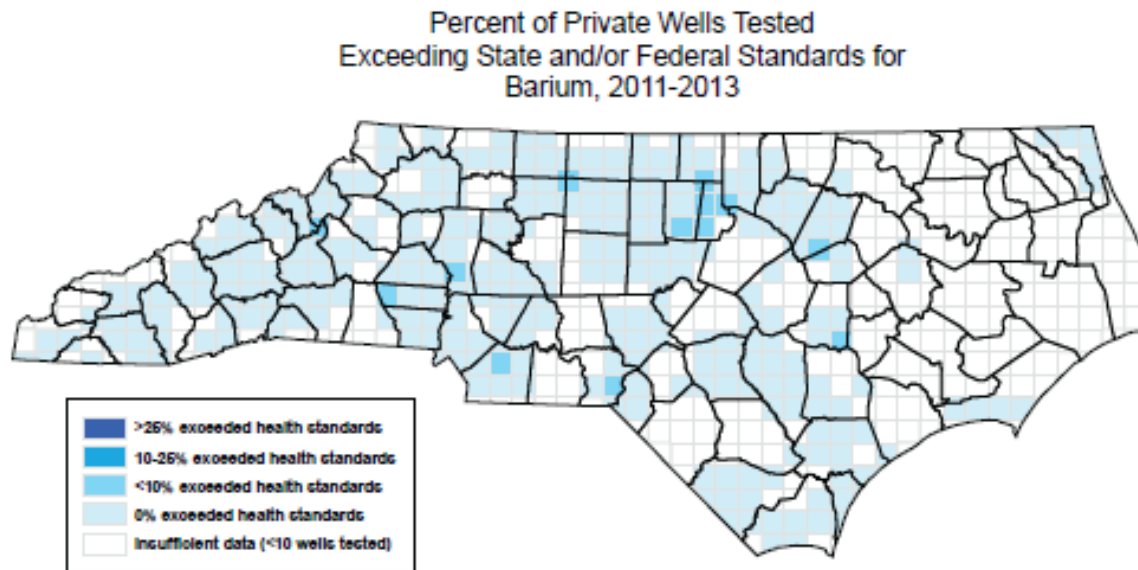 Percent of Private Wells Tested
Exceeding State and/or Federal Standards for
Barium, 2011-2013
>25% exceeded health standards
10-25% exceeded health standards
<10% exceeded health standards
0% exceeded health standards
Insufficient data (<10 wells tested)